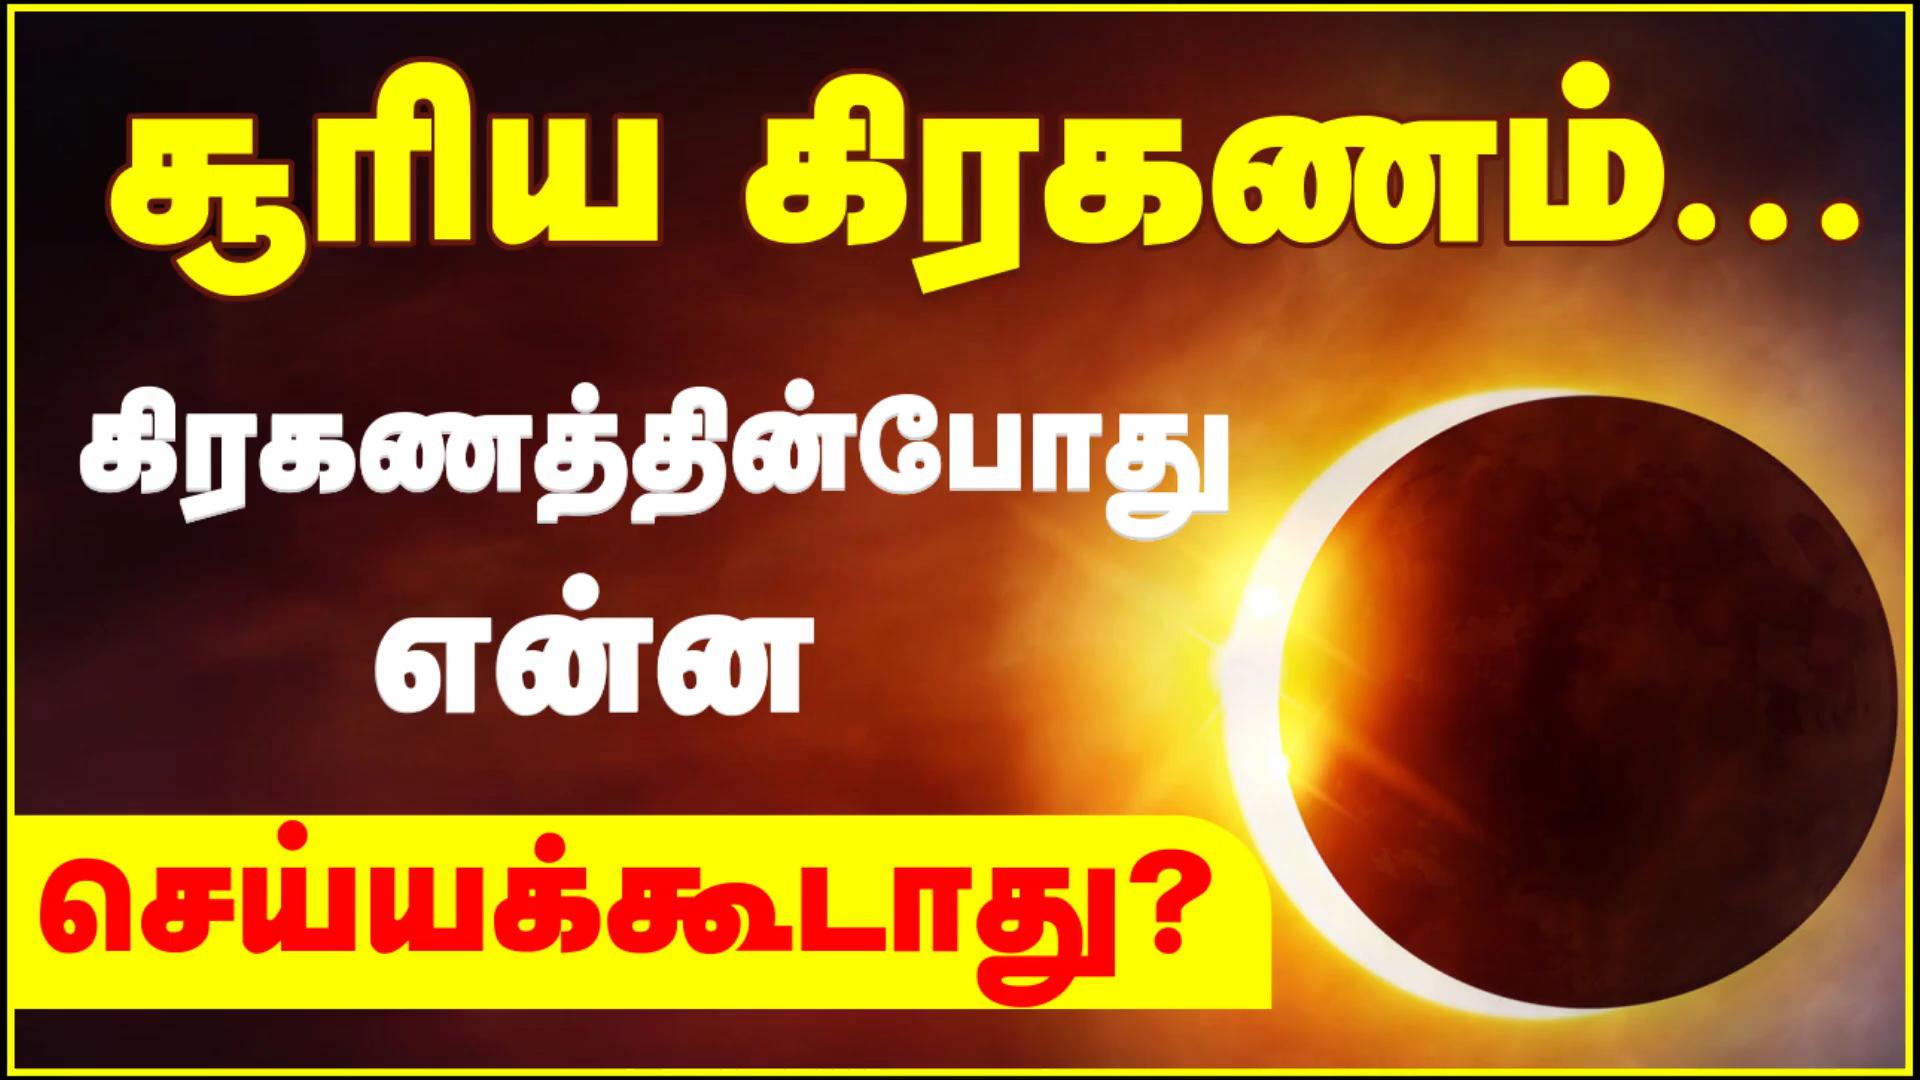 சூரிய கிரகணம்...
கிரகணத்தின்போது
என்ன
செய்யக்கூடாது?